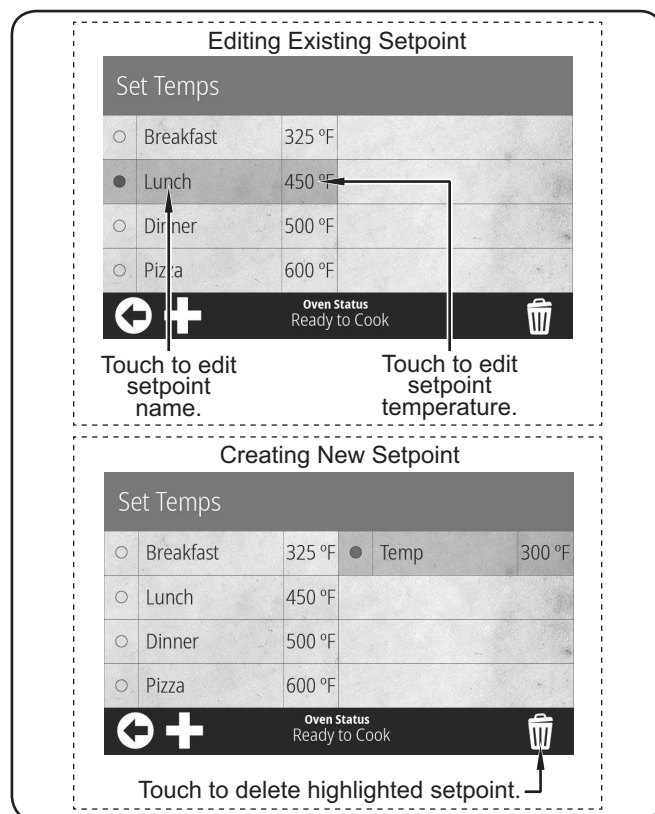 Editing Existing Setpoint
Set Temps
Breakfast 325 ºF
Lunch 450 ºF
Dinner 500 ºF
Pizza 600 ºF
Oven Status
Ready to Cook
Touch to edit
setpoint
name.
Touch to edit
setpoint
temperature.
Creating New Setpoint
Set Temps
Breakfast 325 ºF Temp 300 ºF
Lunch 450 ºF
Dinner 500 ºF
Pizza 600 ºF
Oven Status
Ready to Cook
Touch to delete highlighted setpoint.